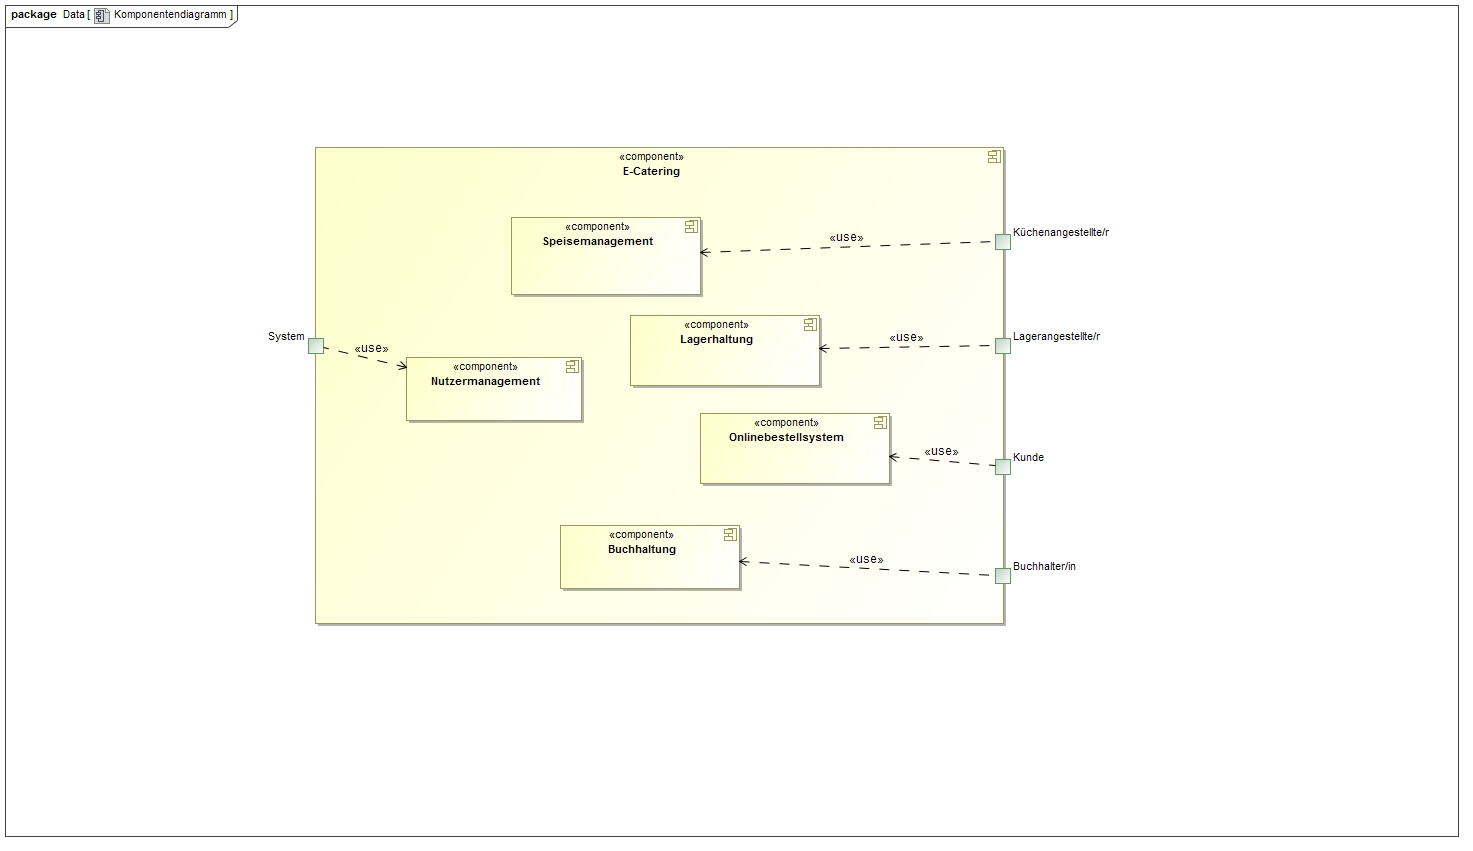 package Data [ Komponentendiagramm ]
«component»
E-Catering
«component»
Speisemanagement
«use»
Küchenangestellte/r
«component»
Lagerhaltung
«use»
Lagerangestellte/r
System
«use»
«component»
Nutzermanagement
«component»
Onlinebestellsystem
«use»
Kunde
«component»
Buchhaltung
«use»
Buchhalter/in